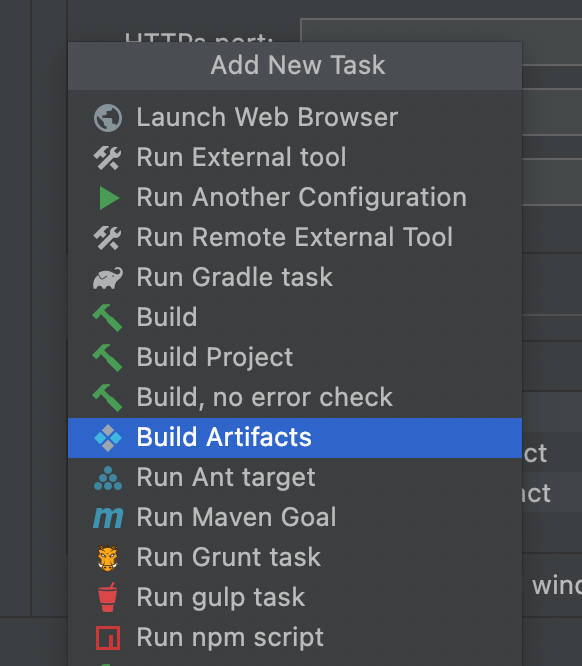 HTTPs port:
Add New Task
Launch Web Browser
Run External tool
Run Another Configuration
Run Remote External Tool
Run Gradle task
Build
Build Project
Build, no error check
Build Artifacts
ct
Run Ant target
Run Maven Goal
Run Grunt task
Run gulp task
Run npm script